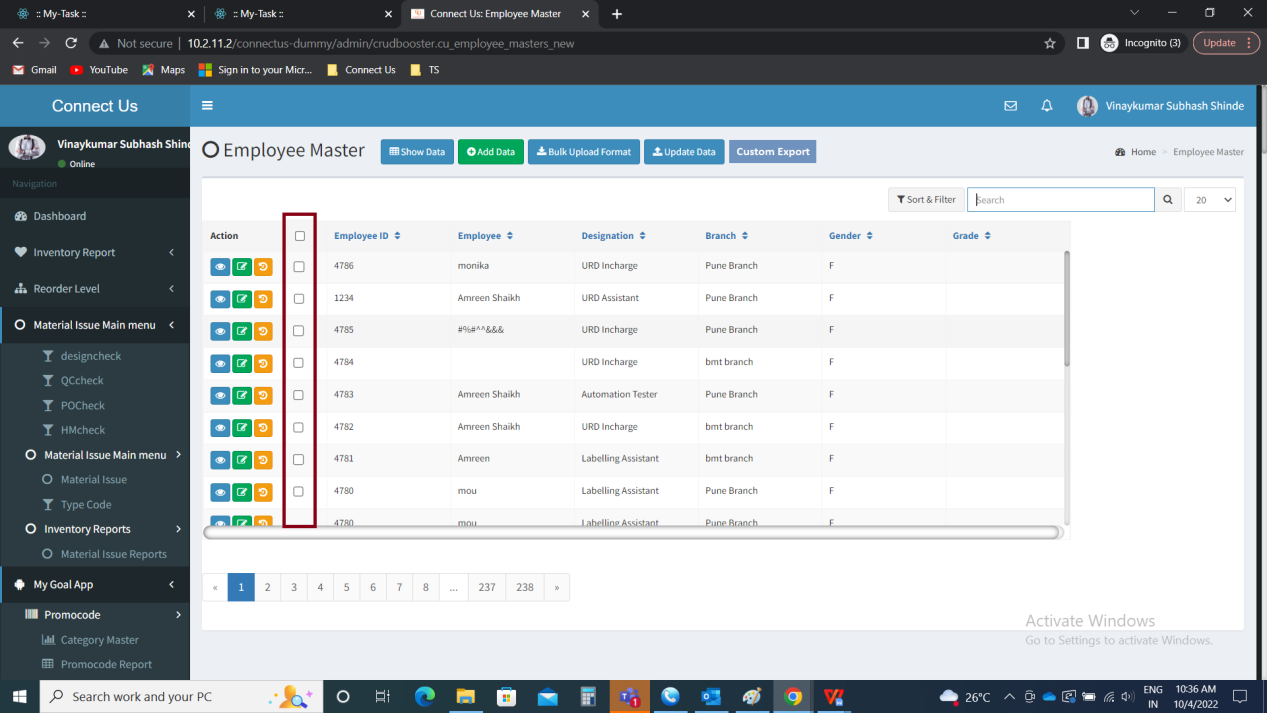 :: My-Task ::
:: My-Task ::
Connect Us: Employee Master
Not secure | 10.2.11.2/connectus-dummy/admin/crudbooster.cu_employee_masters_new
Incognito (3)
Update
Gmail
YouTube
Maps
Sign in to your Micr...
Connect Us
TS
Connect Us
Vinaykumar Subhash Shinde
Vinaykumar Subhash Shind
Online
Navigation
Dashboard
Inventory Report
Reorder Level
Material Issue Main menu
designcheck
QCcheck
POCheck
HMcheck
Material Issue Main menu
Material Issue
Type Code
Inventory Reports
Material Issue Reports
My Goal App
Promocode
Category Master
Promocode Report
Employee Master
Show Data
Add Data
Bulk Upload Format
Update Data
Custom Export
Home > Employee Master
Sort & Filter
Search
20
Action Employee ID Employee Designation Branch Gender Grade
4786 monika URD Incharge Pune Branch F
1234 Amreen Shaikh URD Assistant Pune Branch F
4785 #%#^^&&& URD Incharge Pune Branch F
4784 URD Incharge bmt branch F
4783 Amreen Shaikh Automation Tester Pune Branch F
4782 Amreen Shaikh URD Incharge bmt branch F
4781 Amreen Labelling Assistant bmt branch F
4780 mou Labelling Assistant Pune Branch F
4780 mou Labelling Assistant Pune Branch F
« 1 2 3 4 5 6 7 8 ... 237 238 »
Activate Windows
Go to Settings to activate Windows.
Search work and your PC
1
26°C
ENG
IN
10:36 AM
10/4/2022